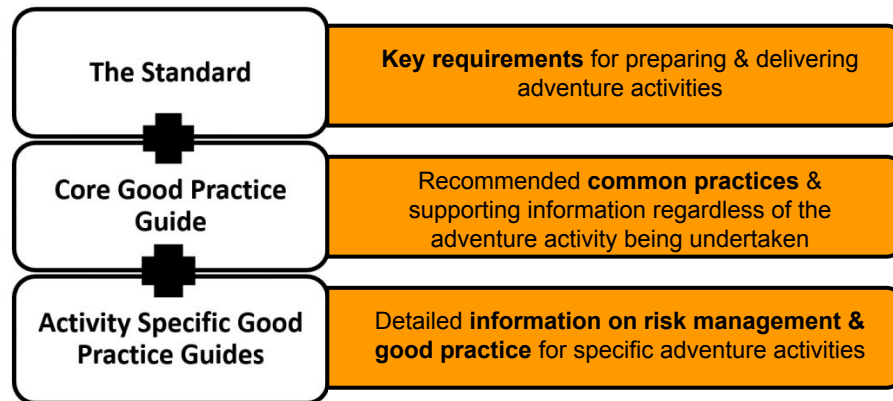 The Standard
Key requirements for preparing & delivering
adventure activities
Core Good Practice
Guide
Recommended common practices &
supporting information regardless of the
adventure activity being undertaken
Activity Specific Good
Practice Guides
Detailed information on risk management &
good practice for specific adventure activities